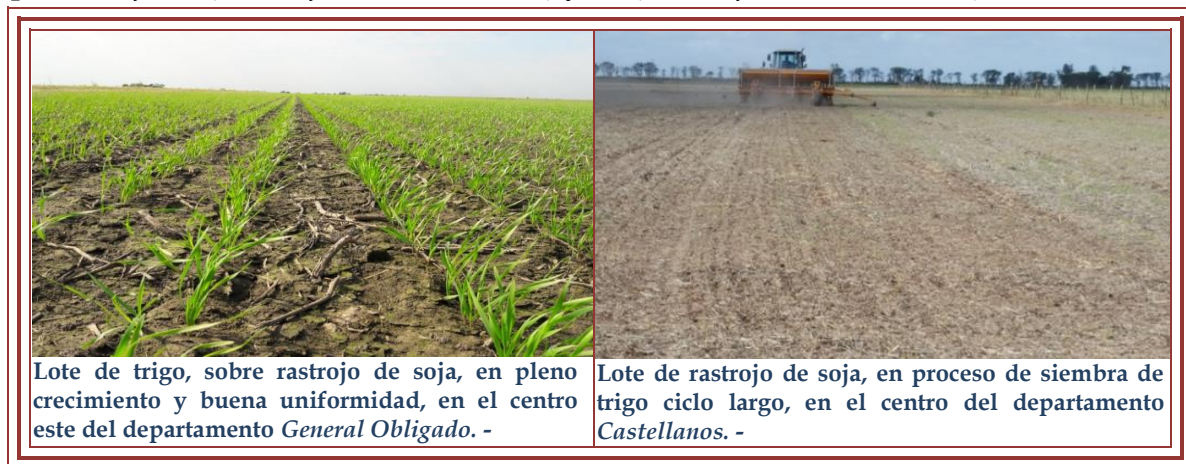 Lote de trigo, sobre rastrojo de soja, en pleno
crecimiento y buena uniformidad, en el centro
este del departamento General Obligado. -
Lote de rastrojo de soja, en proceso de siembra de
trigo ciclo largo, en el centro del departamento
Castellanos. -